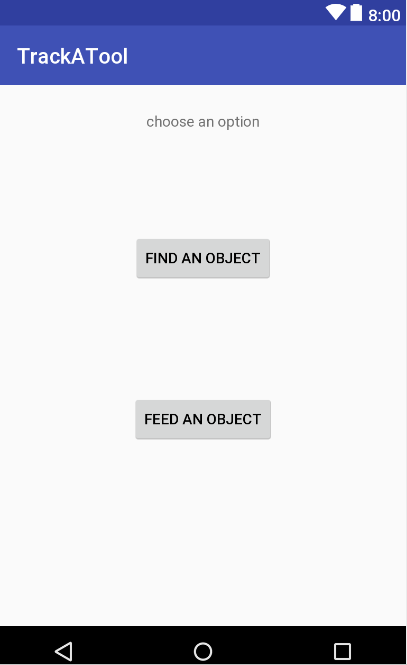 8:00
TrackATool
choose an option
FIND AN OBJECT
FEED AN OBJECT